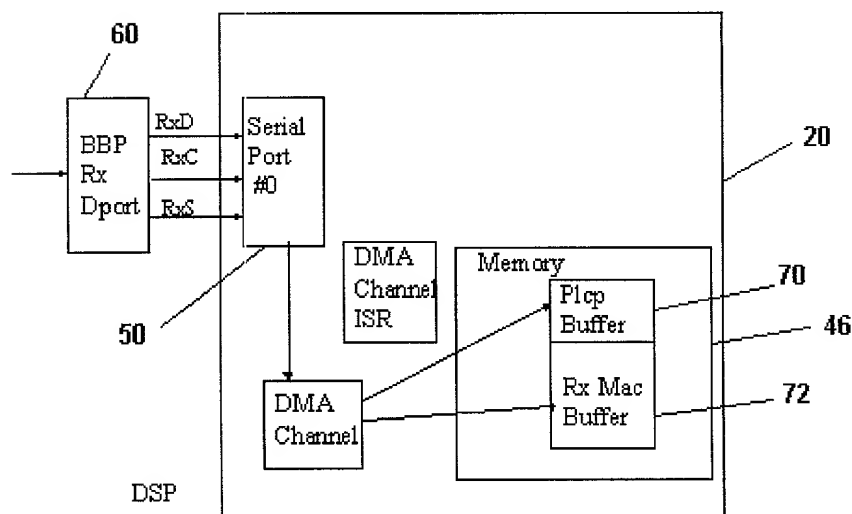 60
BBP
Rx
Dport
RxD
RxC
RxS
Serial
Port
#0
20
50
DMA
Channel
ISR
Memory
Plcp
Buffer
70
46
Rx Mac
Buffer
72
DMA
Channel
DSP